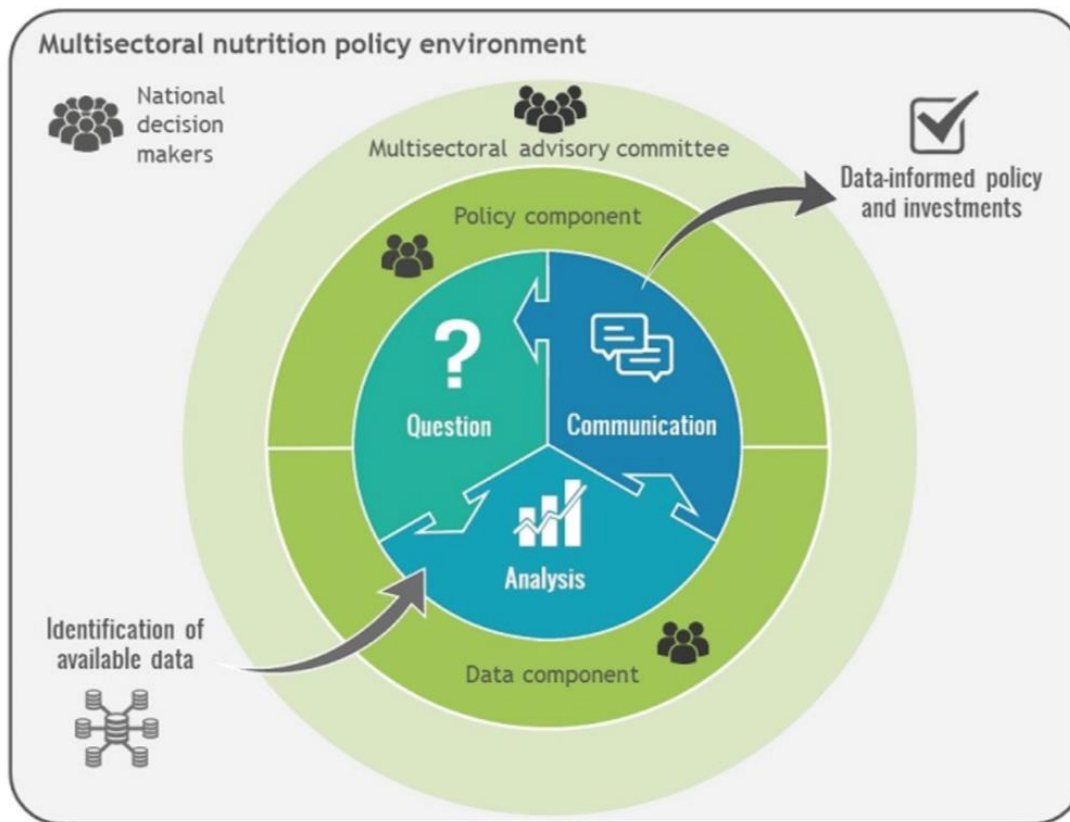 Multisectoral nutrition policy environment
National
decision
makers
Multisectoral advisory committee
Data-informed policy
and investments
Policy component
?
Question
Communication
Analysis
Identification of
available data
Data component